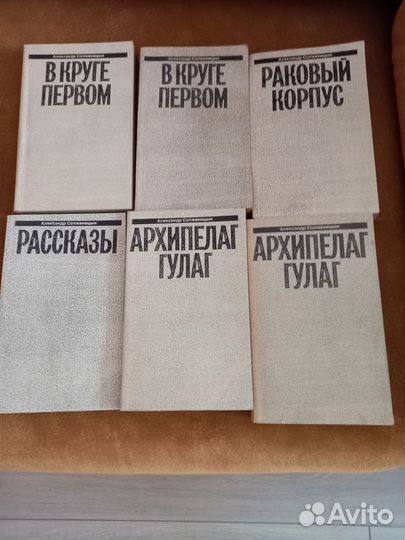 Александр Солженицын
В КРУГЕ
ПЕРВОМ
Александр Солженицын
В КРУГЕ
ПЕРВОМ
Александр Солженицын
РАКОВЫЙ
КОРПУС
Александр Солженицын
РАССКАЗЫ
Александр Солженицын
АРХИПЕЛАГ
ГУЛАГ
Александр Солженицын
АРХИПЕЛАГ
ГУЛАГ
Avito